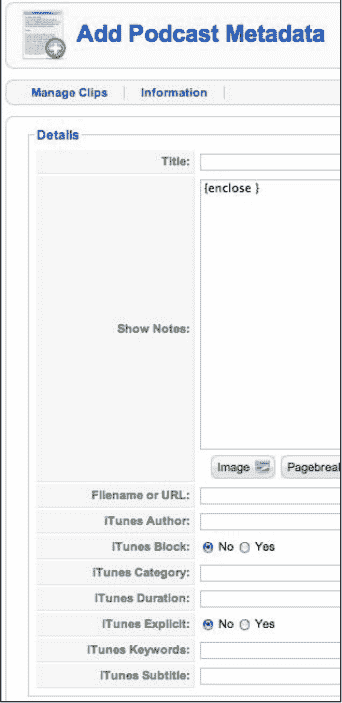 Add Podcast Metadata
Manage Clips Information
Details
Title:
{enclose }
Show Notes:
Image Pagebreak
Filename or URL:
iTunes Author:
iTunes Block: No Yes
iTunes Category:
iTunes Duration:
iTunes Explicit: No Yes
iTunes Keywords:
iTunes Subtitle: